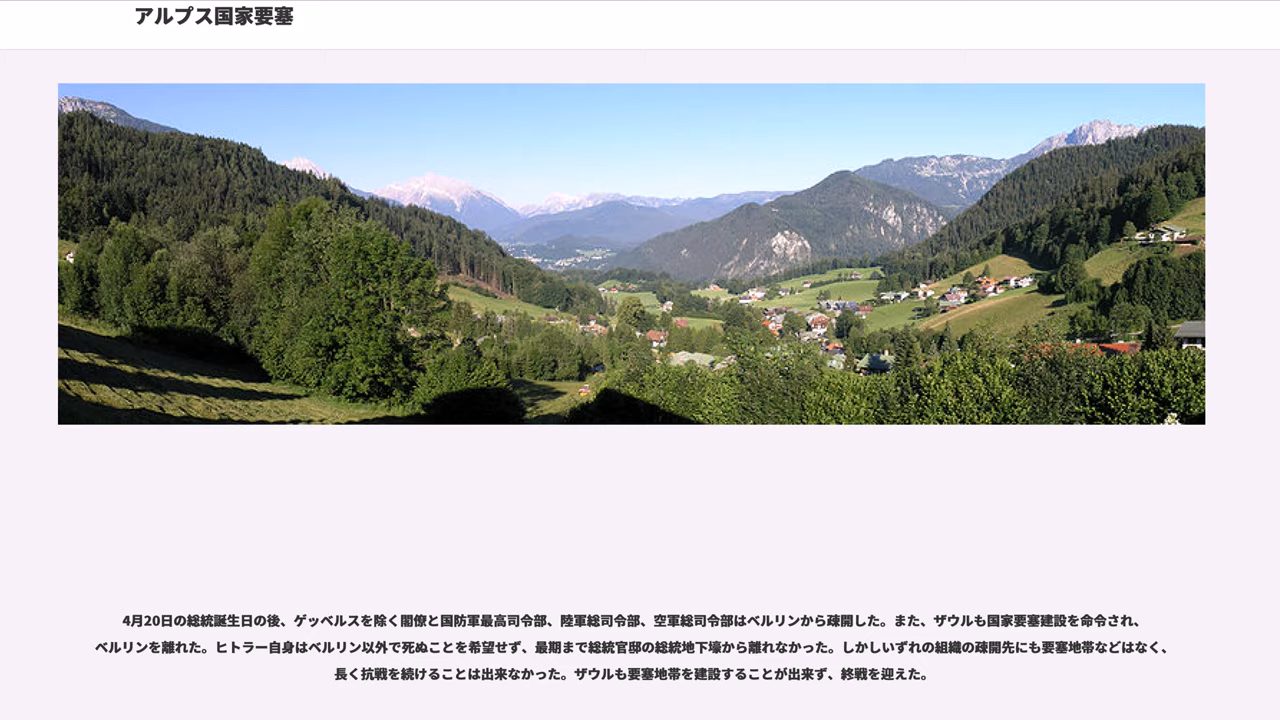 アルプス国家要塞
4月20日の総統誕生日の後、ゲッベルスを除く閣僚と国防軍最高司令部、陸軍総司令部、空軍総司令部はベルリンから疎開した。また、ザウルも国家要塞建設を命令され、
ベルリンを離れた。ヒトラー自身はベルリン以外で死ぬことを希望せず、最期まで総統官邸の総統地下壕から離れなかった。しかしいずれの組織の疎開先にも要塞地帯などはなく、
長く抗戦を続けることは出来なかった。ザウルも要塞地帯を建設することが出来ず、終戦を迎えた。